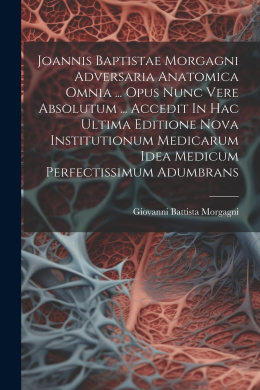 Joannis Baptistae Morgagni
Adversaria Anatomica
Omnia ... Opus Nunc Vere
Absolutum ... Accedit In Hac
Ultima Editione Nova
Institutionum Medicarum
Idea Medicum
Perfectissimum Adumbrans
Giovanni Battista Morgagni